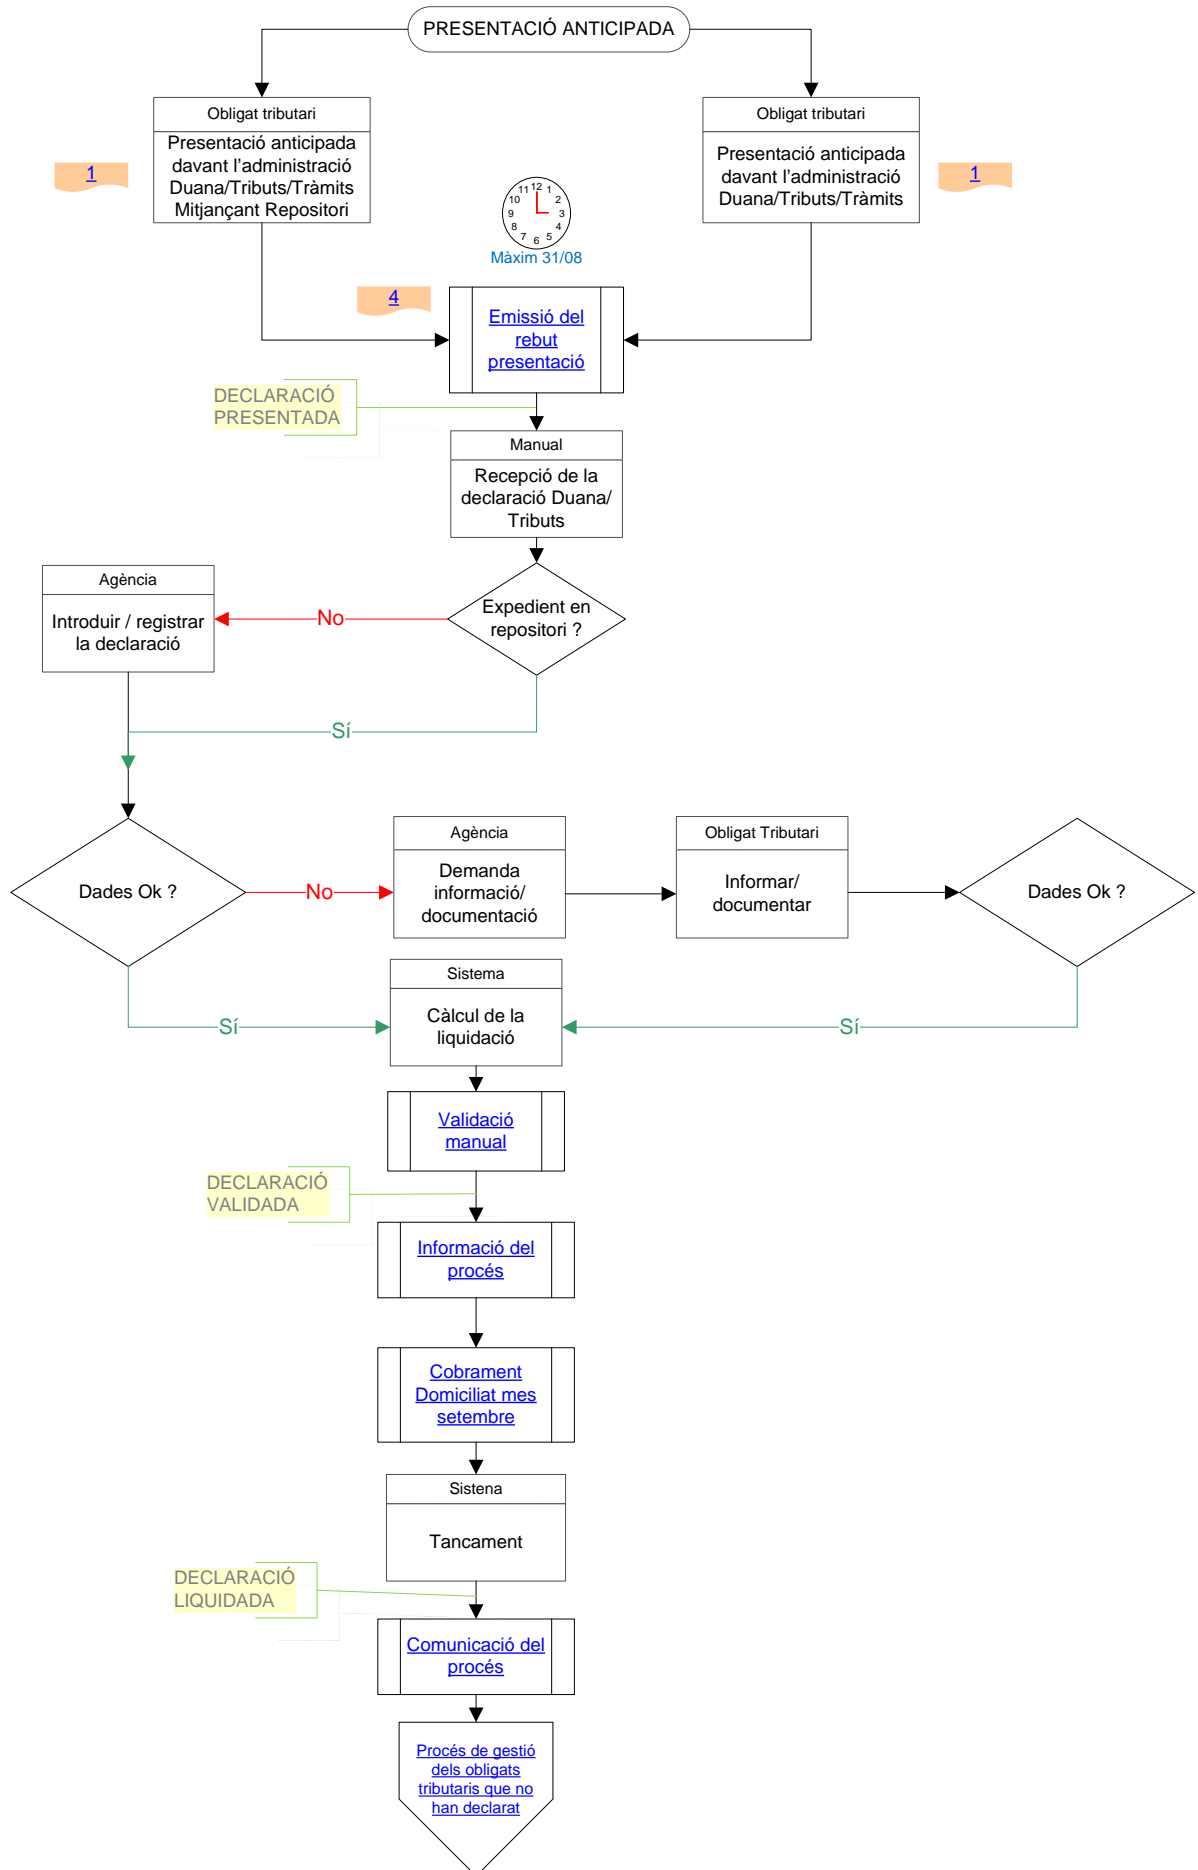 PRESENTACIÓ ANTICIPADA
Obligat tributari
Presentació anticipada
davant l'administració
Duana/Tributs/Tràmits
Mitjançant Repositori
1
Obligat tributari
Presentació anticipada
davant l'administració
Duana/Tributs/Tràmits
1
11 12 1
10 2
9 3
8 4
7 6 5
Màxim 31/08
4
Emissió del
rebut
presentació
DECLARACIÓ
PRESENTADA
Manual
Recepció de la
declaració Duana/
Tributs
Expedient en
repositori ?
No
Agència
Introduir / registrar
la declaració
Sí
Dades Ok ?
No
Agència
Demanda
informació/
documentació
Obligat Tributari
Informar/
documentar
Dades Ok ?
Sí
Sistema
Càlcul de la
liquidació
Sí
Validació
manual
DECLARACIÓ
VALIDADA
Informació del
procés
Cobrament
Domiciliat mes
setembre
Sistena
Tancament
DECLARACIÓ
LIQUIDADA
Comunicació del
procés
Procés de gestió
dels obligats
tributaris que no
han declarat